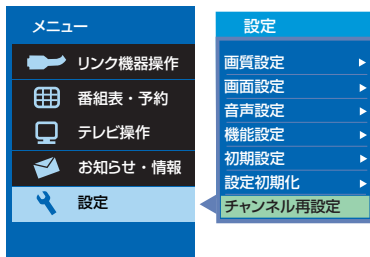 メニュー
リンク機器操作
番組表・予約
テレビ操作
お知らせ・情報
設定
設定
画質設定
画面設定
音声設定
機能設定
初期設定
設定初期化
チャンネル再設定